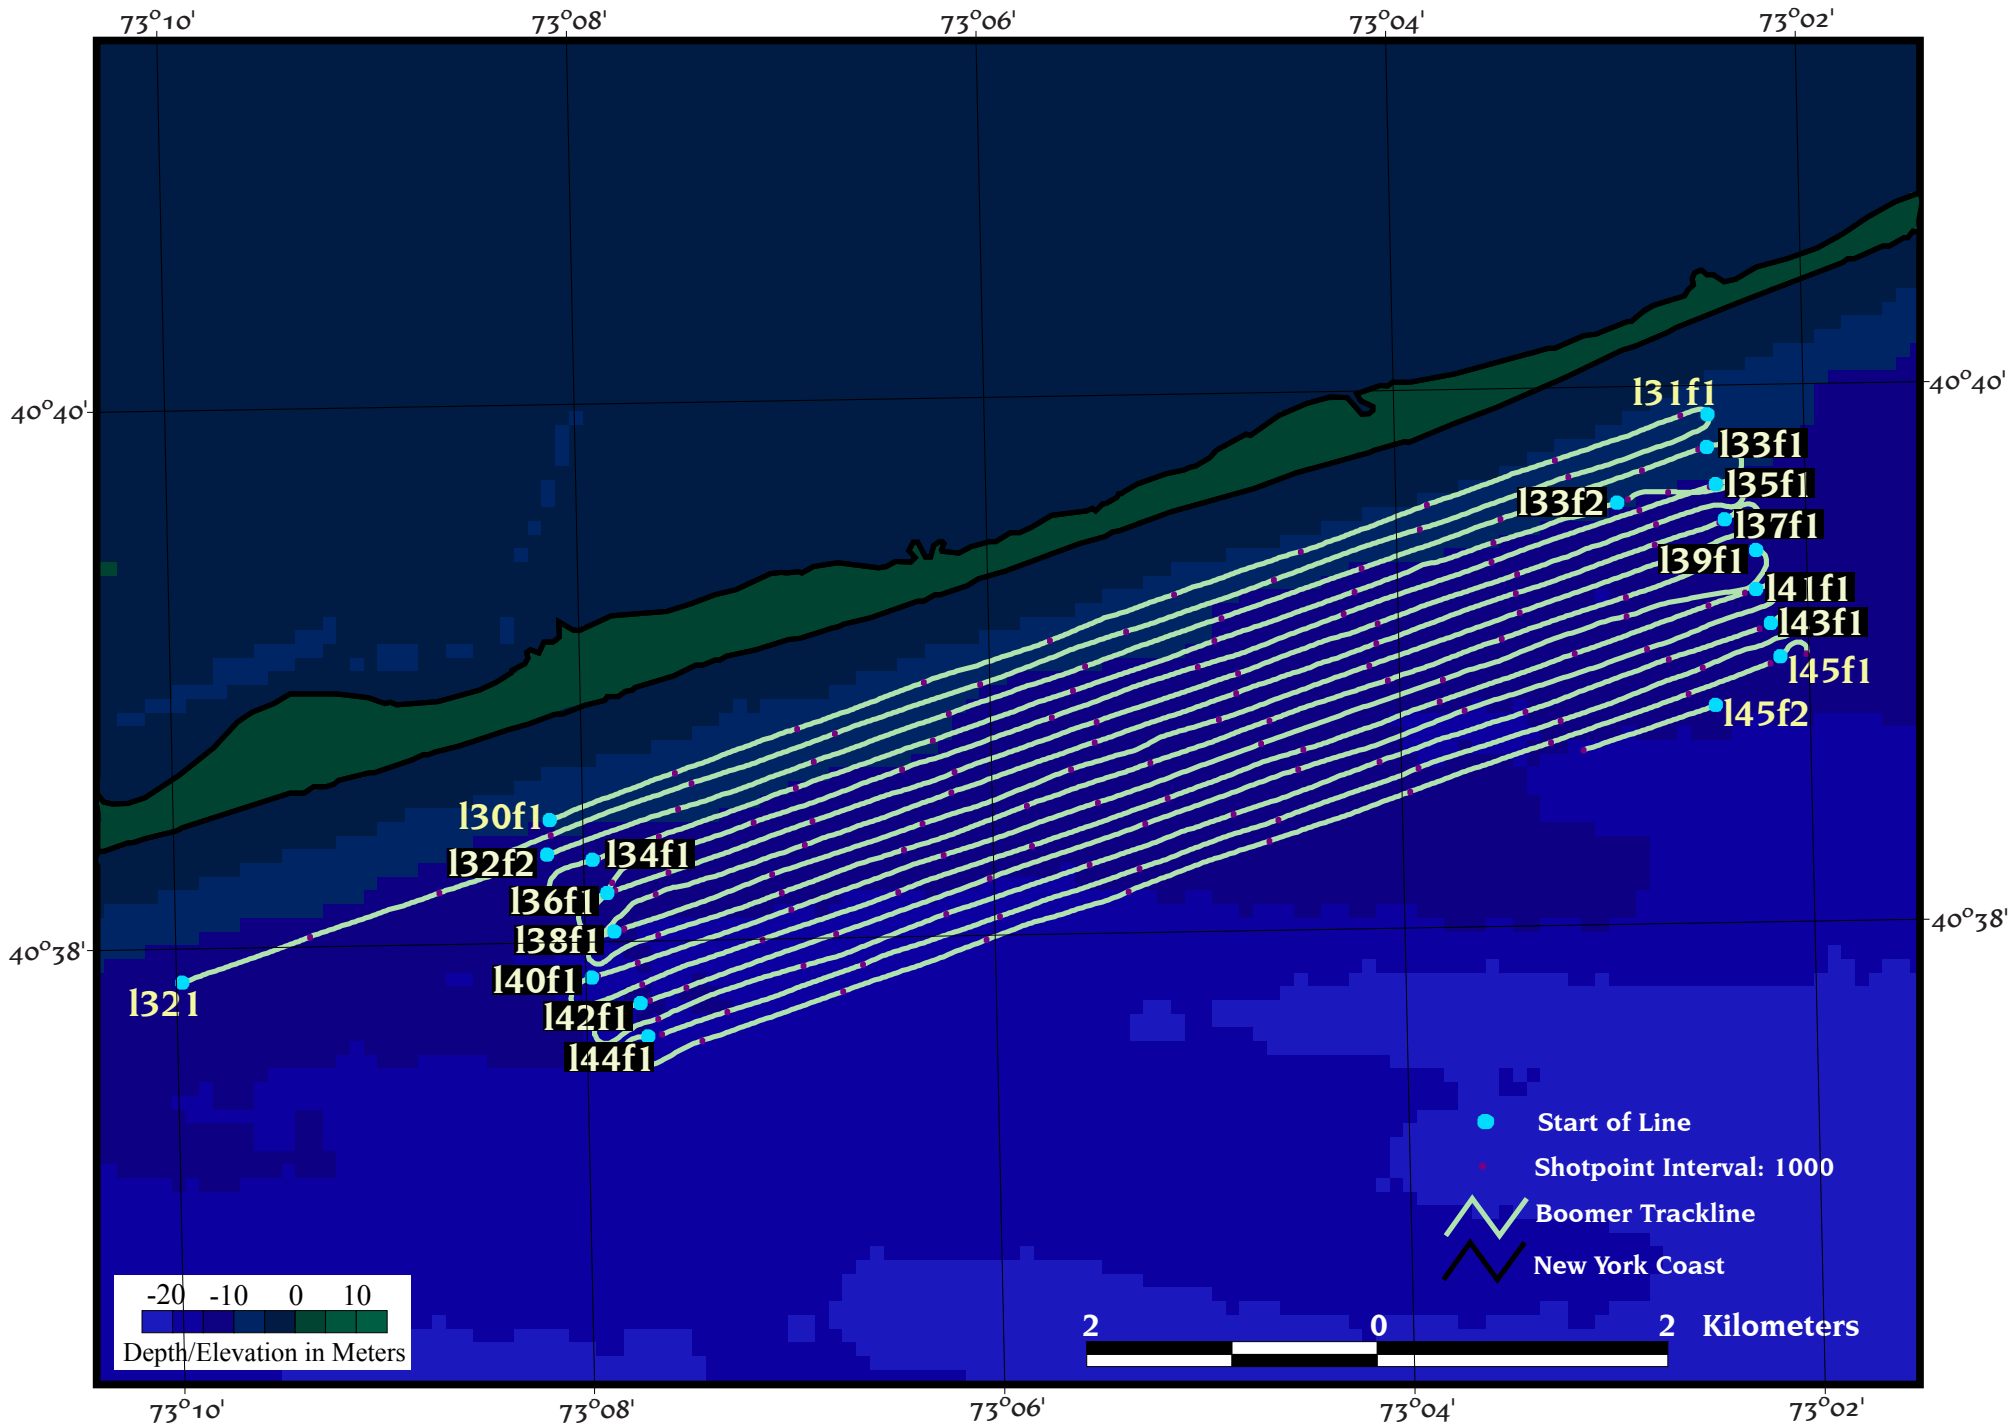 73°10' 73°08' 73°06' 73°04' 73°02'
40°40' 40°40'
l31f1
l33f1
l35f1
l33f2
l37f1
l39f1
l41f1
l43f1
l45f1
l45f2
l30f1
l32f2
l34f1
l36f1
l38f1
40°38' 40°38'
l40f1
l321
l42f1
l44f1
Start of Line
Shotpoint Interval: 1000
Boomer Trackline
New York Coast
-20 -10 0 10
Depth/Elevation in Meters
2 0 2 Kilometers
73°10' 73°08' 73°06' 73°04' 73°02'